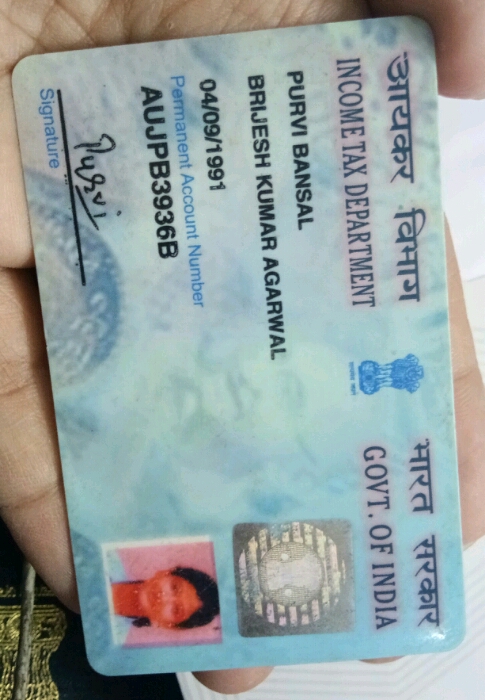 आयकर विभाग
INCOME TAX DEPARTMENT
भारत सरकार
GOVT. OF INDIA
PURVI BANSAL
BRIJESH KUMAR AGARWAL
04/09/1991
Permanent Account Number
AUJPB3936B
Purvi
Signature